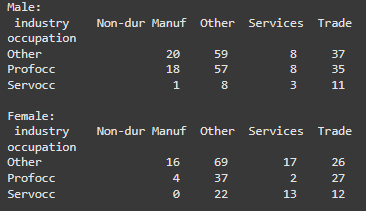 Male:
industry Non-dur Manuf Other Services Trade
occupation
Other 20 59 8 37
Profocc 18 57 8 35
Servocc 1 8 3 11
Female:
industry Non-dur Manuf Other Services Trade
occupation
Other 16 69 17 26
Profocc 4 37 2 27
Servocc 0 22 13 12